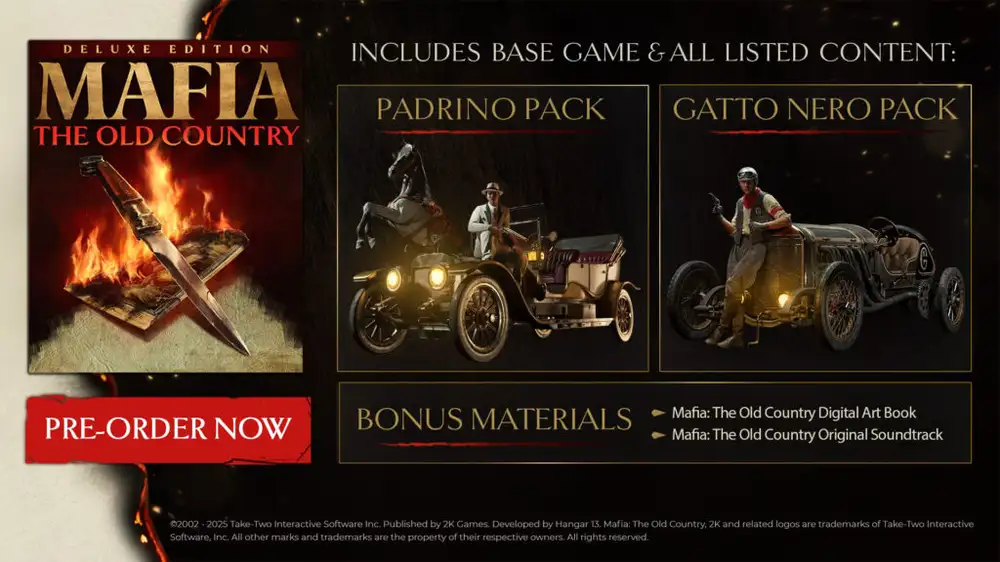 DELUXE EDITION
MAFIA
THE OLD COUNTRY
PRE-ORDER NOW
INCLUDES BASE GAME & ALL LISTED CONTENT:
PADRINO PACK
GATTO NERO PACK
BONUS MATERIALS
Mafia: The Old Country Digital Art Book
Mafia: The Old Country Original Soundtrack
©2002 - 2025 Take-Two Interactive Software Inc. Published by 2K Games. Developed by Hangar 13. Mafia: The Old Country, 2K and related logos are trademarks of Take-Two Interactive
Software, Inc. All other marks and trademarks are the property of their respective owners. All rights reserved.